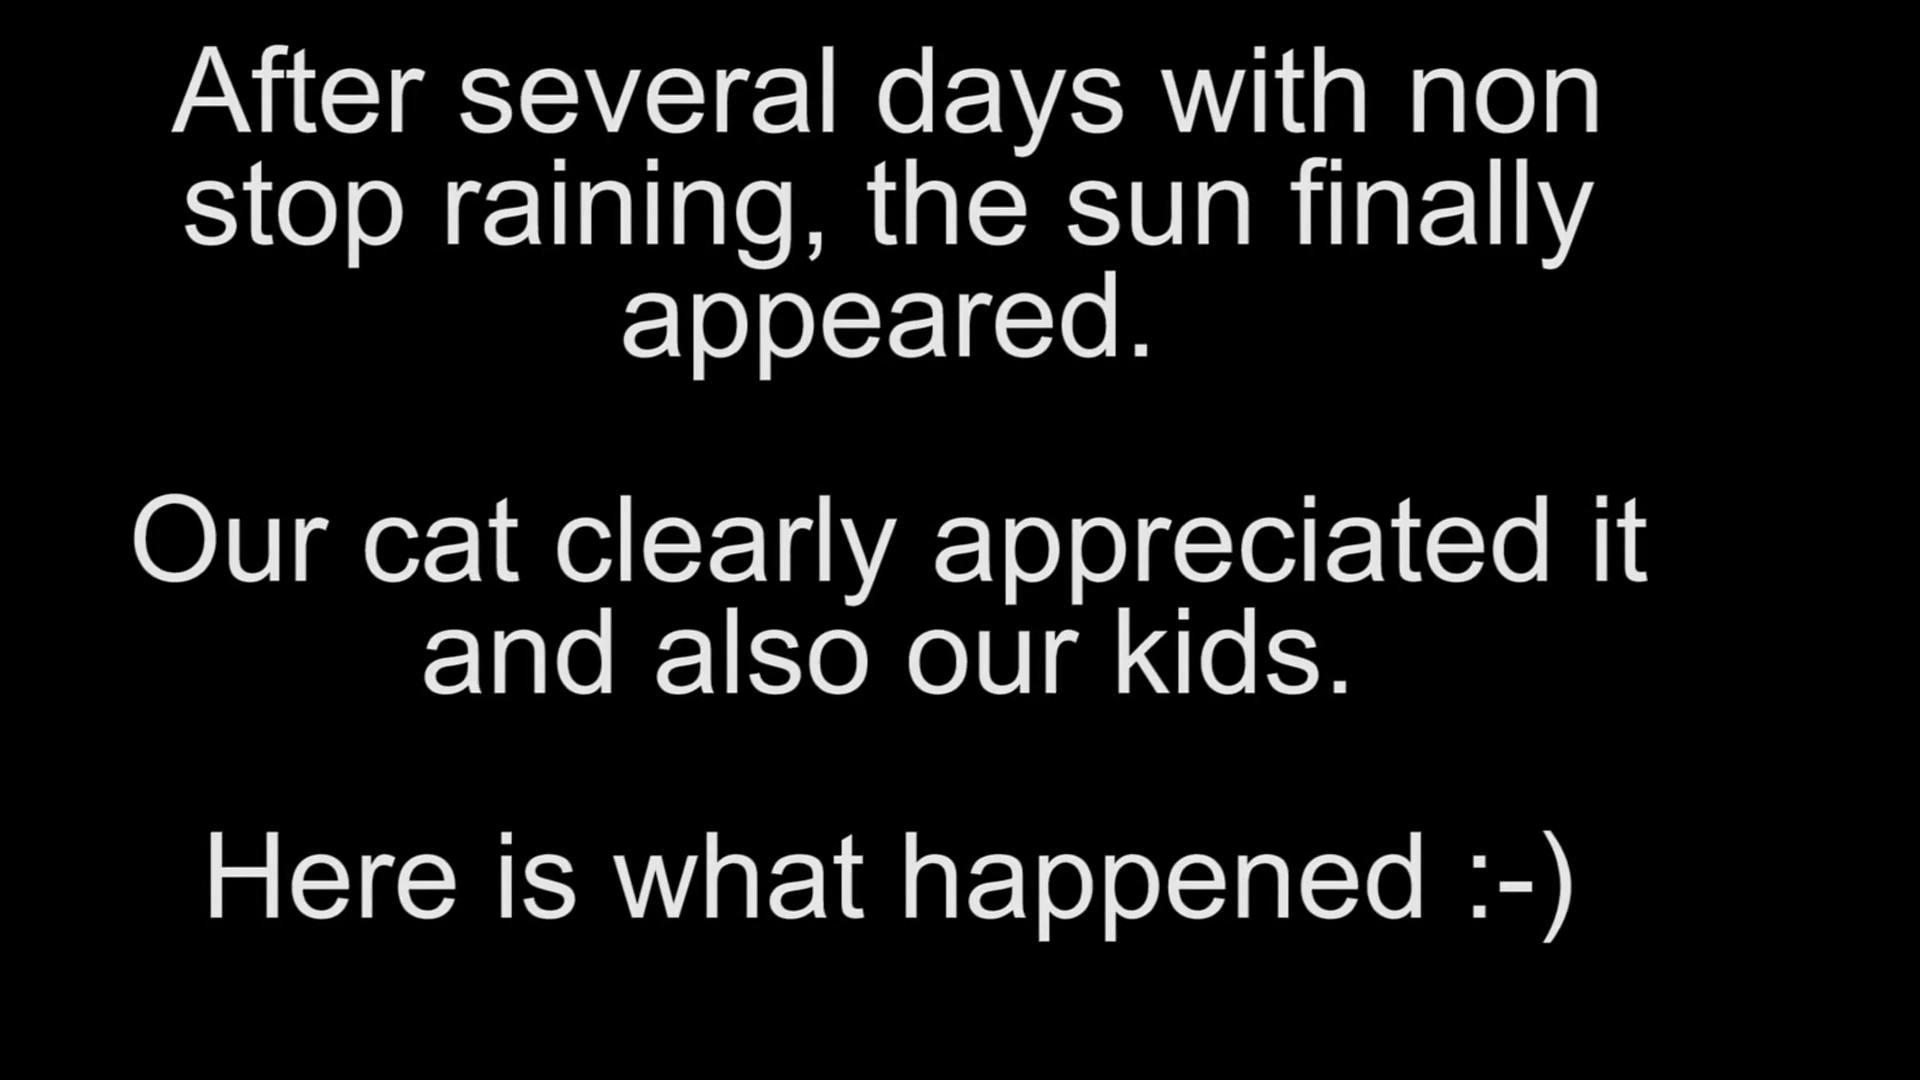 After several days with non
stop raining, the sun finally
appeared.
Our cat clearly appreciated it
and also our kids.
Here is what happened :-)